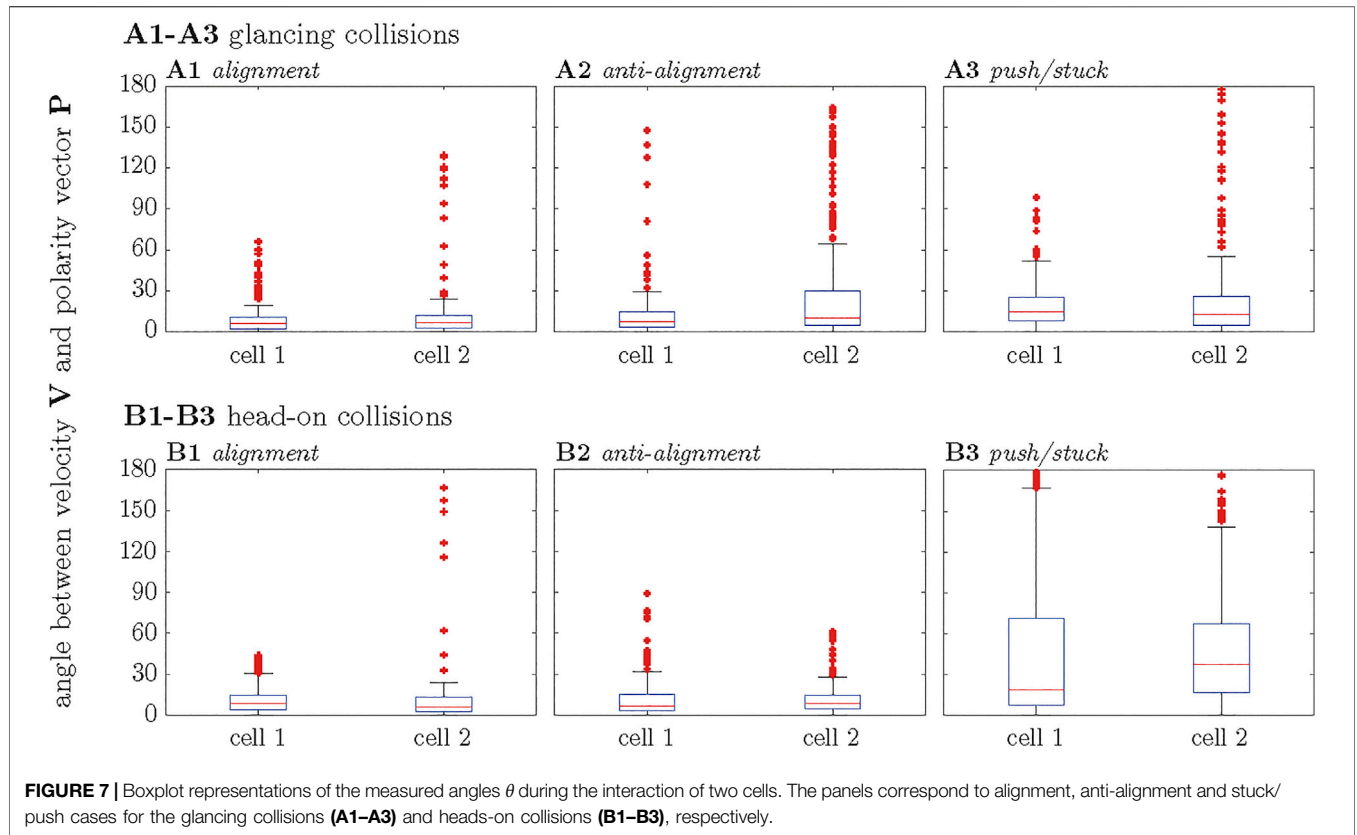 A1-A3 glancing collisions
A1 alignment
A2 anti-alignment
A3 push/stuck
180
150
120
90
60
30
0
cell 1
cell 2
cell 1
cell 2
cell 1
cell 2
angle between velocity V and polarity vector P
B1-B3 head-on collisions
B1 alignment
B2 anti-alignment
B3 push/stuck
180
150
120
90
60
30
0
cell 1
cell 2
cell 1
cell 2
cell 1
cell 2
FIGURE 7 | Boxplot representations of the measured angles θ during the interaction of two cells. The panels correspond to alignment, anti-alignment and stuck/
push cases for the glancing collisions (A1–A3) and heads-on collisions (B1–B3), respectively.